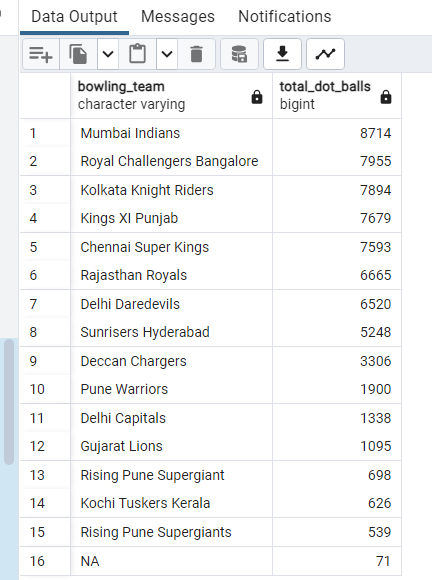 Data Output Messages Notifications
bowling_team total_dot_balls
character varying bigint
1 Mumbai Indians 8714
2 Royal Challengers Bangalore 7955
3 Kolkata Knight Riders 7894
4 Kings XI Punjab 7679
5 Chennai Super Kings 7593
6 Rajasthan Royals 6665
7 Delhi Daredevils 6520
8 Sunrisers Hyderabad 5248
9 Deccan Chargers 3306
10 Pune Warriors 1900
11 Delhi Capitals 1338
12 Gujarat Lions 1095
13 Rising Pune Supergiant 698
14 Kochi Tuskers Kerala 626
15 Rising Pune Supergiants 539
16 NA 71